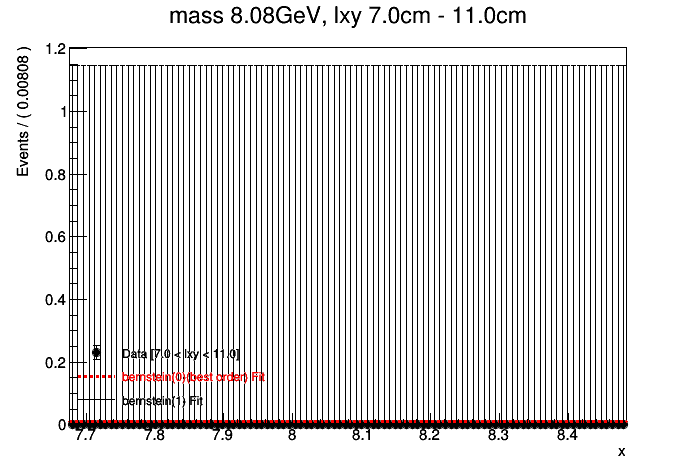 mass 8.08GeV, lxy 7.0cm - 11.0cm
Events / ( 0.00808 )
1.2
1
0.8
0.6
0.4
0.2
0
Data [7.0 < lxy < 11.0]
bernstein(0)(best order) Fit
bernstein(1) Fit
7.7 7.8 7.9 8 8.1 8.2 8.3 8.4
x